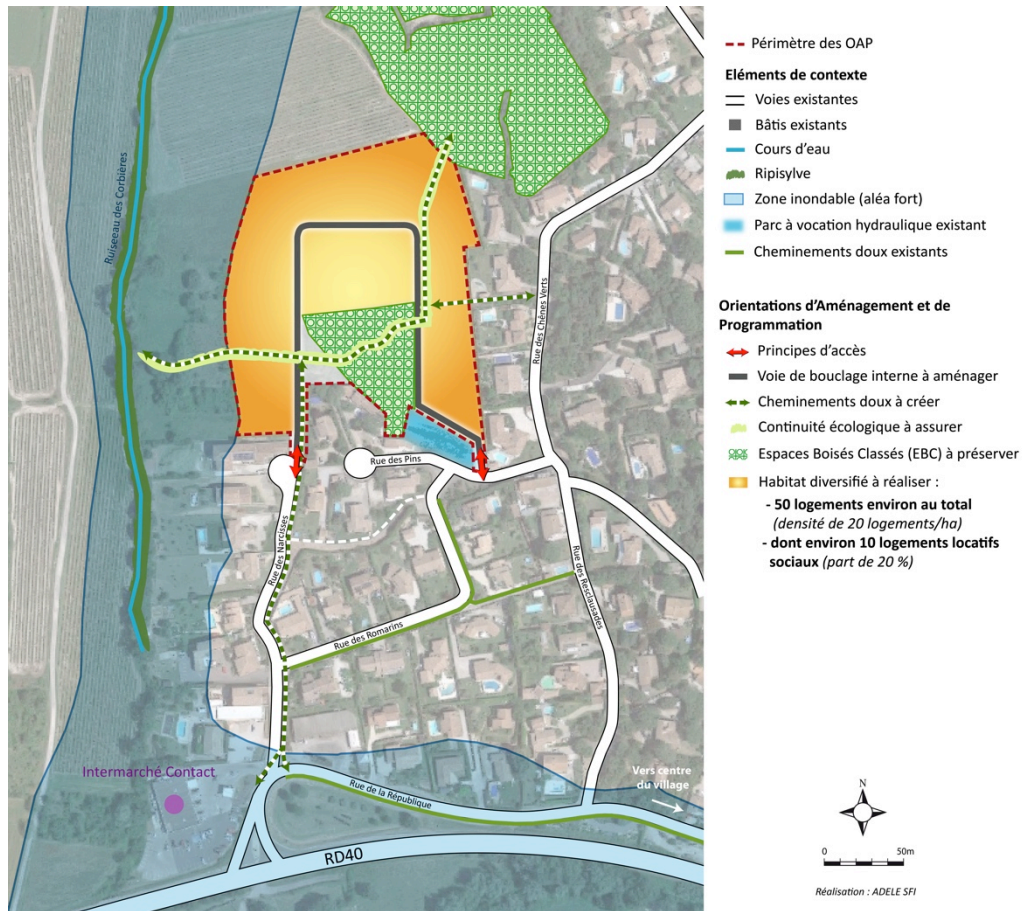 Périmètre des OAP
Eléments de contexte
Voies existantes
Bâtis existants
Cours d'eau
Ripisylve
Zone inondable (aléa fort)
Parc à vocation hydraulique existant
Cheminements doux existants
Orientations d'Aménagement et de
Programmation
Principes d'accès
Voie de bouclage interne à aménager
Cheminements doux à créer
Continuité écologique à assurer
Espaces Boisés Classés (EBC) à préserver
Habitat diversifié à réaliser :
- 50 logements environ au total
(densité de 20 logements/ha)
- dont environ 10 logements locatifs
sociaux (part de 20 %)
N
0 50m
Réalisation : ADELE SFI
Ruisseau des Corbières
Rue des Chênes Verts
Rue des Pins
Rue des Narcisses
Rue des Resclausades
Rue des Romarins
Intermarché Contact
Rue de la République
Vers centre
du village
RD40